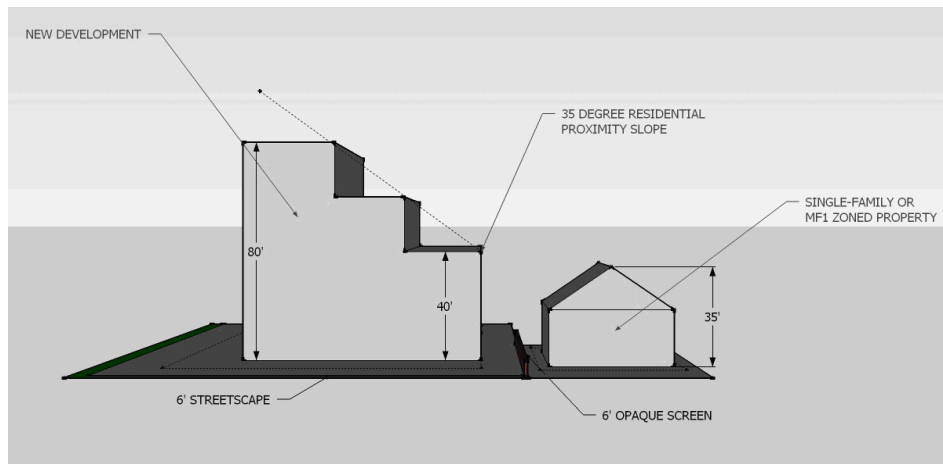 NEW DEVELOPMENT
35 DEGREE RESIDENTIAL
PROXIMITY SLOPE
SINGLE-FAMILY OR
MF1 ZONED PROPERTY
80'
40'
35'
6' STREETSCAPE
6' OPAQUE SCREEN